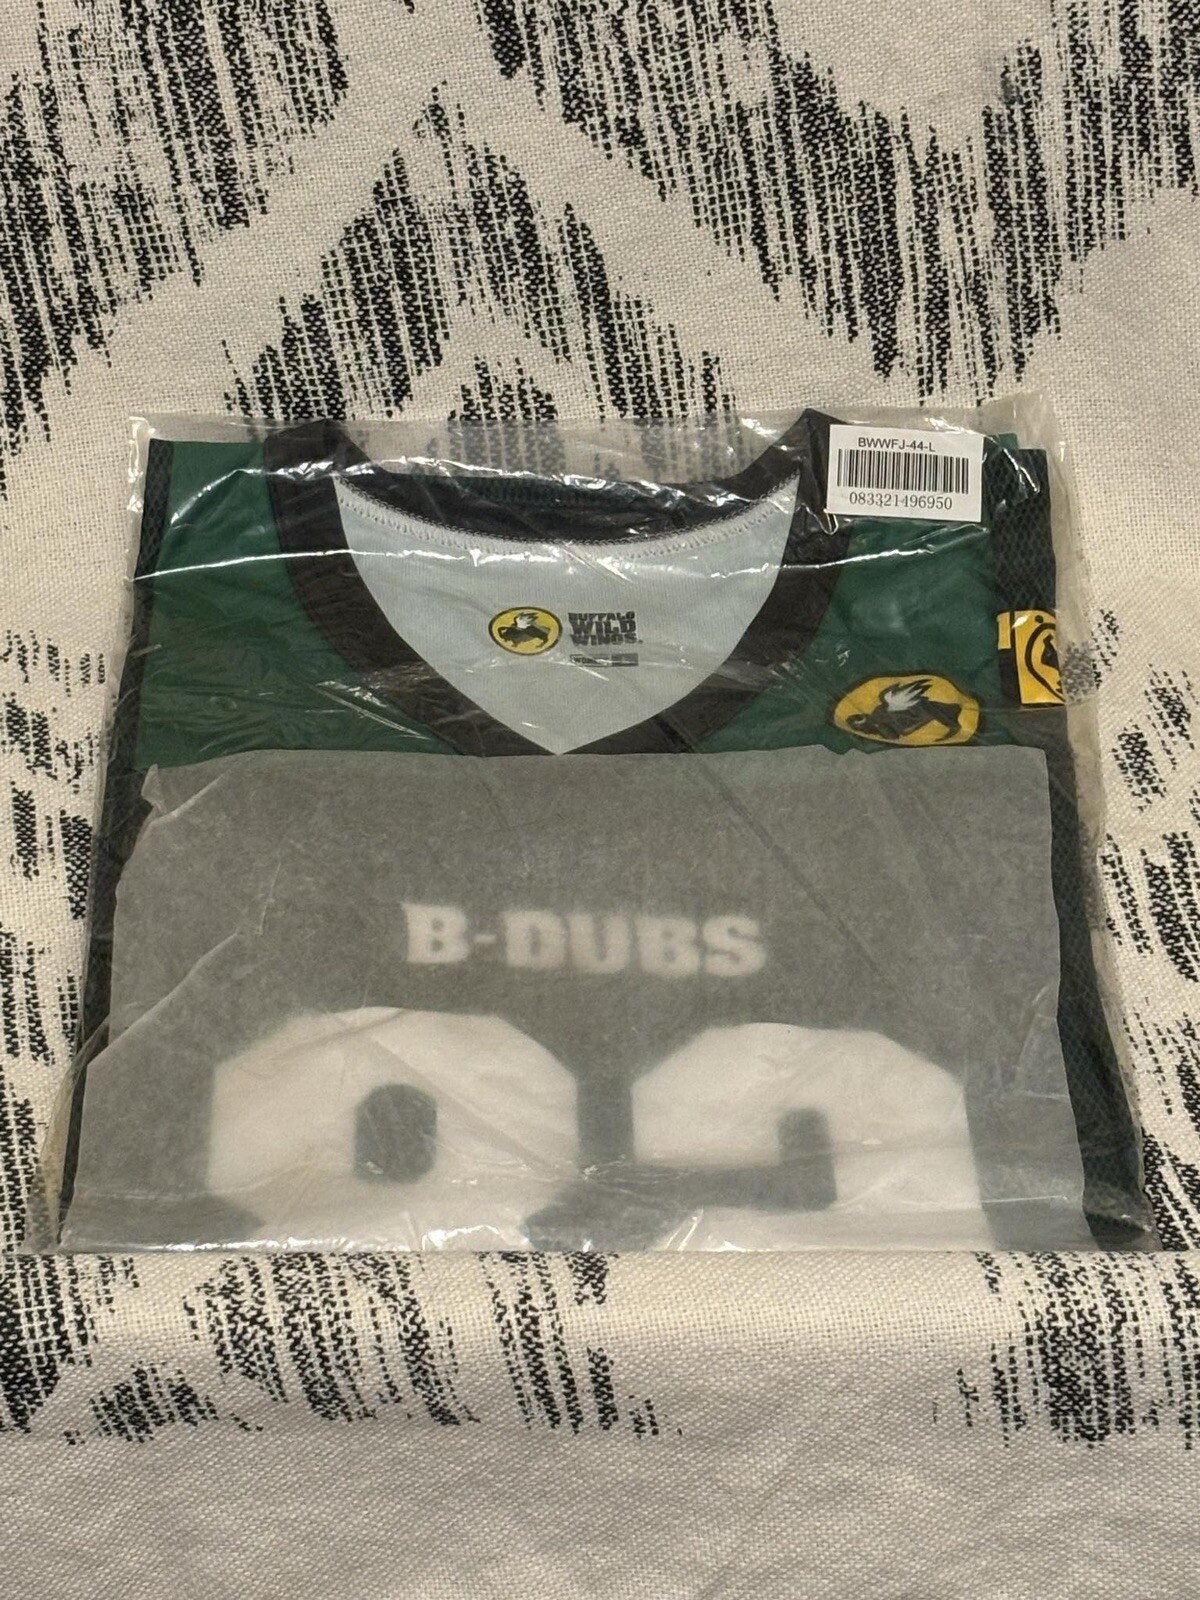 BWWFJ-44-L
083321496950
BUFFALO
WILD
WINGS.
B-DUBS